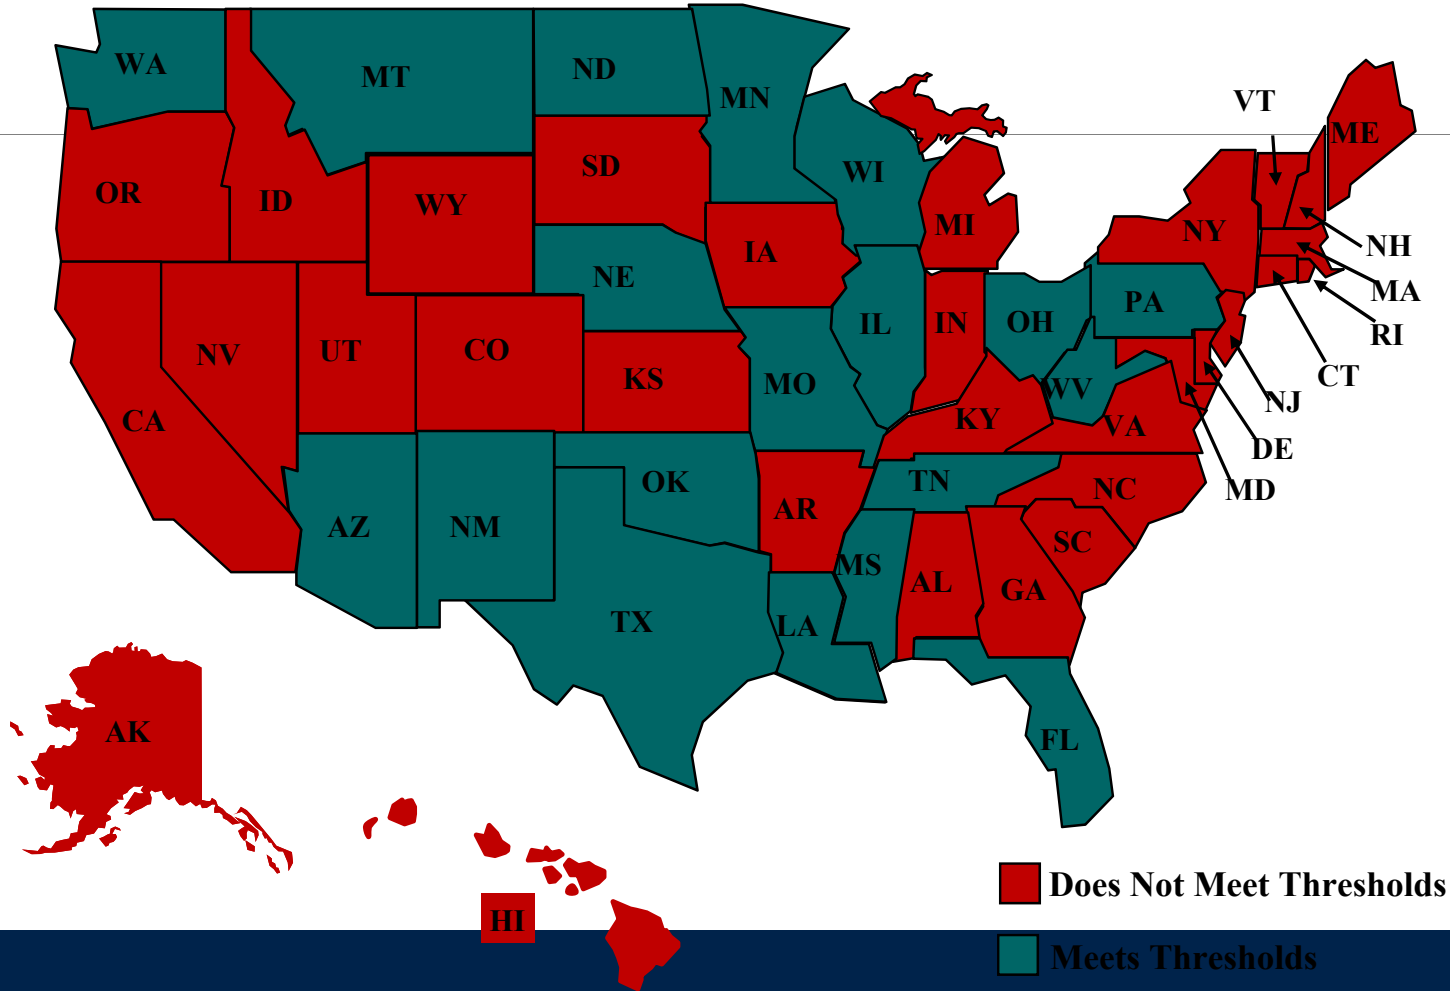 WA
MT
ND
MN
VT
ME
OR
ID
WY
SD
WI
MI
NY
NH
IA
NE
MA
PA
IL
IN
OH
RI
NV
UT
CO
KS
MO
WV
CT
NJ
CA
KY
VA
DE
OK
TN
NC
MD
AZ
NM
AR
SC
MS
AL
GA
TX
LA
AK
FL
HI
Does Not Meet Thresholds
Meets Thresholds